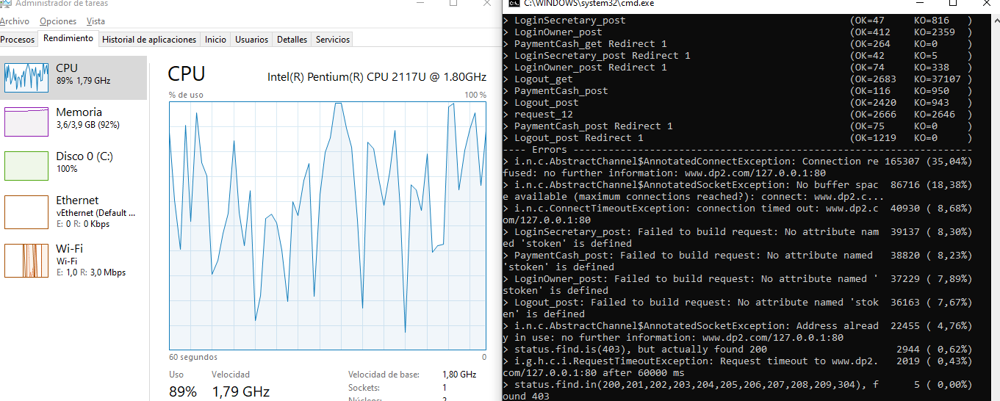 Administrador de tareas
Archivo Opciones Vista
Procesos Rendimiento Historial de aplicaciones Inicio Usuarios Detalles Servicios
CPU
89% 1,79 GHz
Memoria
3,6/3,9 GB (92%)
Disco 0 (C:)
100%
Ethernet
vEthernet (Default ...
E: 0 R: 0 Kbps
Wi-Fi
Wi-Fi
E: 1,0 R: 3,0 Mbps
CPU Intel(R) Pentium(R) CPU 2117U @ 1.80GHz
% de uso 100 %
60 segundos 0
Uso Velocidad Velocidad de base: 1,80 GHz
89% 1,79 GHz Sockets: 1
Núcleos: 2
C:\WINDOWS\system32\cmd.exe
> LoginSecretary_post (OK=47 KO=816 )
> LoginOwner_post (OK=412 KO=2359 )
> PaymentCash_get Redirect 1 (OK=264 KO=0 )
> LoginSecretary_post Redirect 1 (OK=42 KO=5 )
> LoginOwner_post Redirect 1 (OK=74 KO=338 )
> Logout_get (OK=2683 KO=37107 )
> PaymentCash_post (OK=116 KO=950 )
> Logout_post (OK=2420 KO=943 )
> request_12 (OK=2666 KO=2646 )
> PaymentCash_post Redirect 1 (OK=75 KO=0 )
> Logout_post Redirect 1 (OK=1219 KO=0 )
---- Errors --------------------------------------------------------------------
> i.n.c.AbstractChannel$AnnotatedConnectException: Connection re 165307 (35,04%)
fused: no further information: www.dp2.com/127.0.0.1:80
> i.n.c.AbstractChannel$AnnotatedSocketException: No buffer spac 86716 (18,38%)
e available (maximum connections reached?): connect: www.dp2.c...
> i.n.c.ConnectTimeoutException: connection timed out: www.dp2.c 40930 ( 8,68%)
om/127.0.0.1:80
> LoginSecretary_post: Failed to build request: No attribute nam 39137 ( 8,30%)
ed 'stoken' is defined
> PaymentCash_post: Failed to build request: No attribute named 38820 ( 8,23%)
'stoken' is defined
> LoginOwner_post: Failed to build request: No attribute named ' 37229 ( 7,89%)
stoken' is defined
> Logout_post: Failed to build request: No attribute named 'stok 36163 ( 7,67%)
en' is defined
> i.n.c.AbstractChannel$AnnotatedSocketException: Address alread 22455 ( 4,76%)
y in use: no further information: www.dp2.com/127.0.0.1:80
> status.find.is(403), but actually found 200 2944 ( 0,62%)
> i.g.h.c.i.RequestTimeoutException: Request timeout to www.dp2. 2019 ( 0,43%)
com/127.0.0.1:80 after 60000 ms
> status.find.in(200,201,202,203,204,205,206,207,208,209,304), f 5 ( 0,00%)
ound 403